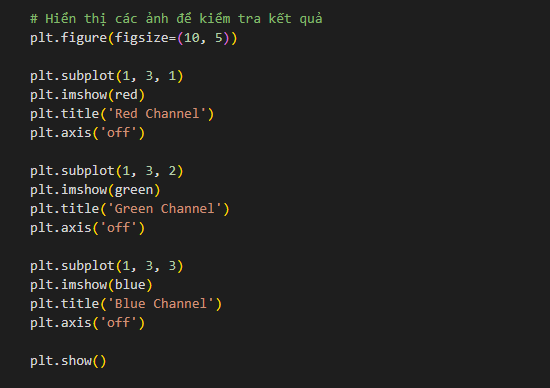 # Hiển thị các ảnh để kiểm tra kết quả
plt.figure(figsize=(10, 5))
plt.subplot(1, 3, 1)
plt.imshow(red)
plt.title('Red Channel')
plt.axis('off')
plt.subplot(1, 3, 2)
plt.imshow(green)
plt.title('Green Channel')
plt.axis('off')
plt.subplot(1, 3, 3)
plt.imshow(blue)
plt.title('Blue Channel')
plt.axis('off')
plt.show()